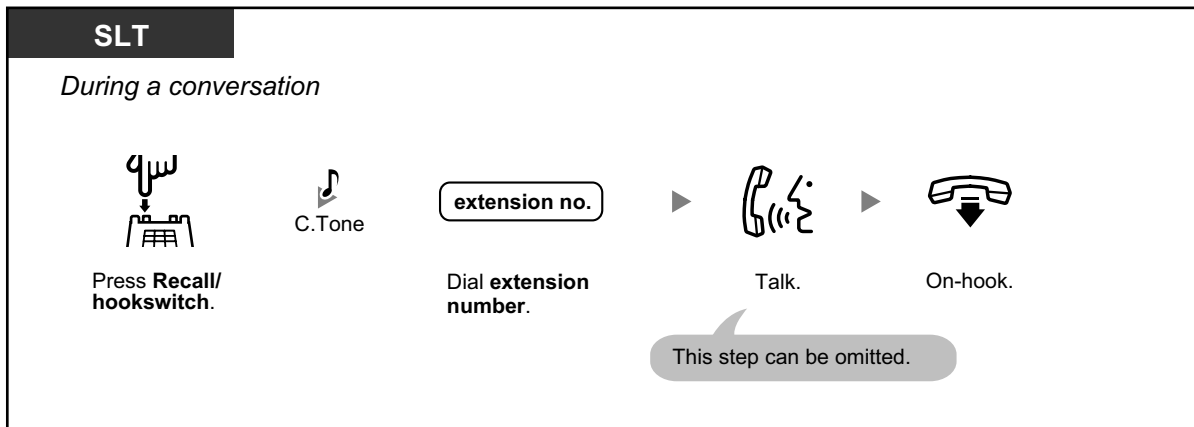 SLT
During a conversation
C.Tone
extension no.
Press Recall/
hookswitch.
Dial extension
number.
Talk.
On-hook.
This step can be omitted.